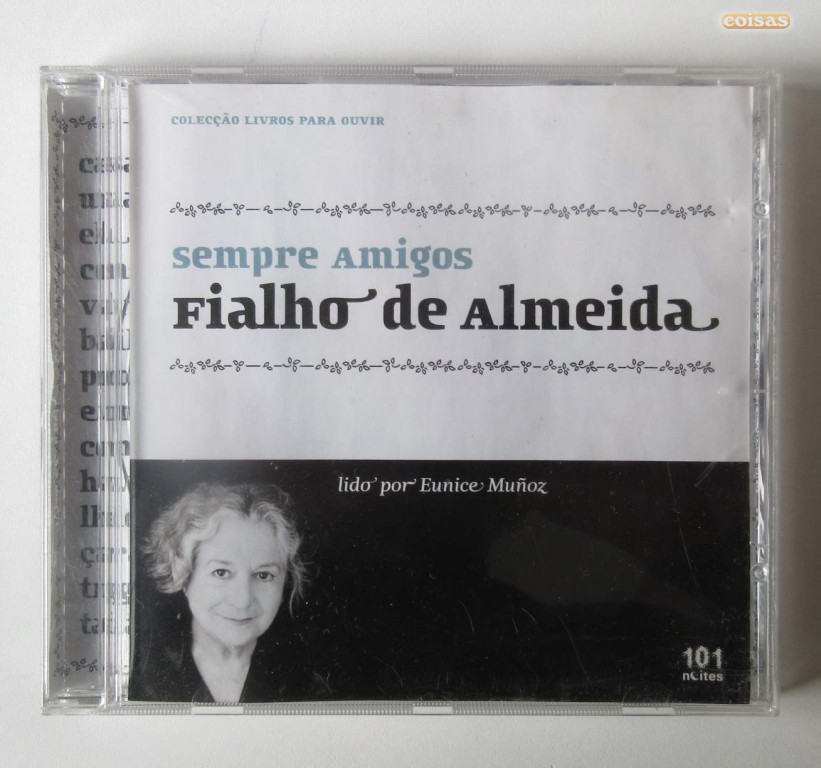 coisas
COLECÇÃO LIVROS PARA OUVIR
sempre Amigos
Fialho de Almeida
lido por Eunice Muñoz
101
nOites